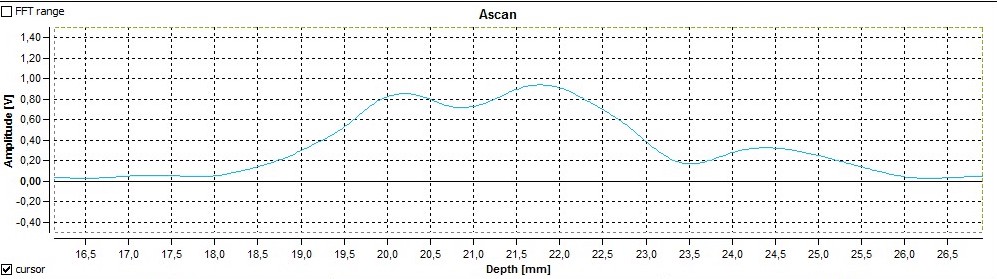 FFT range
Ascan
1,40
1,20
1,00
0,80
0,60
0,40
0,20
0,00
-0,20
-0,40
Amplitude [V]
16,5 17,0 17,5 18,0 18,5 19,0 19,5 20,0 20,5 21,0 21,5 22,0 22,5 23,0 23,5 24,0 24,5 25,0 25,5 26,0 26,5
cursor
Depth [mm]